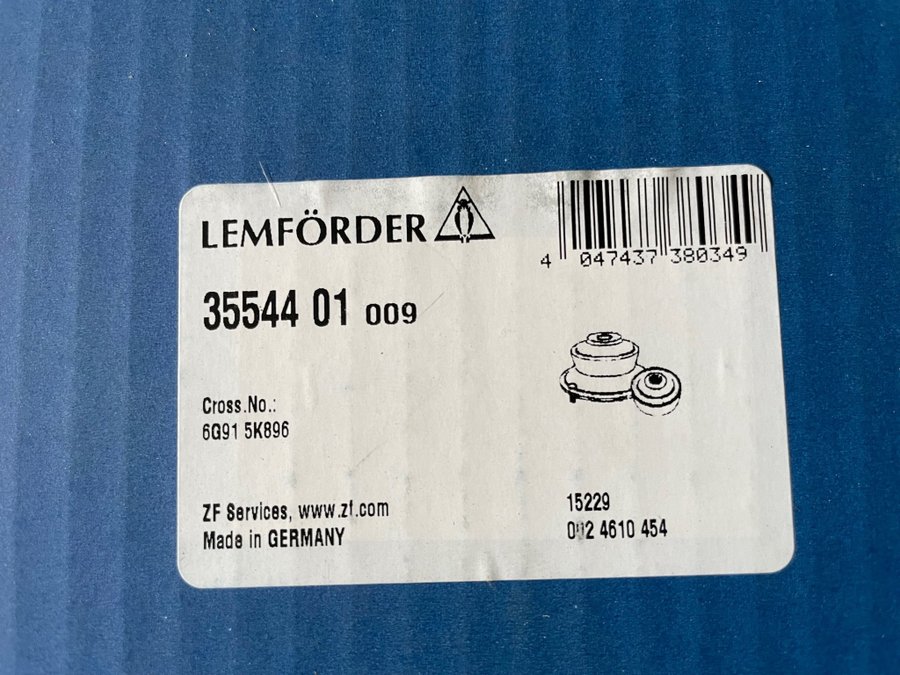 LEMFÖRDER
4 047437 380349
35544 01 009
Cross.No.:
6G91 5K896
ZF Services, www.zf.com
Made in GERMANY
15229
4610 454